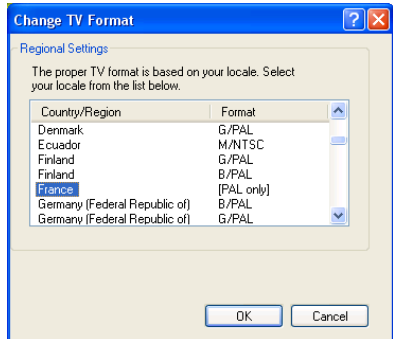 Change TV Format
Regional Settings
The proper TV format is based on your locale. Select
your locale from the list below.
Country/Region Format
Denmark G/PAL
Ecuador M/NTSC
Finland G/PAL
Finland B/PAL
France [PAL only]
Germany (Federal Republic of) B/PAL
Germany (Federal Republic of) G/PAL
OK Cancel